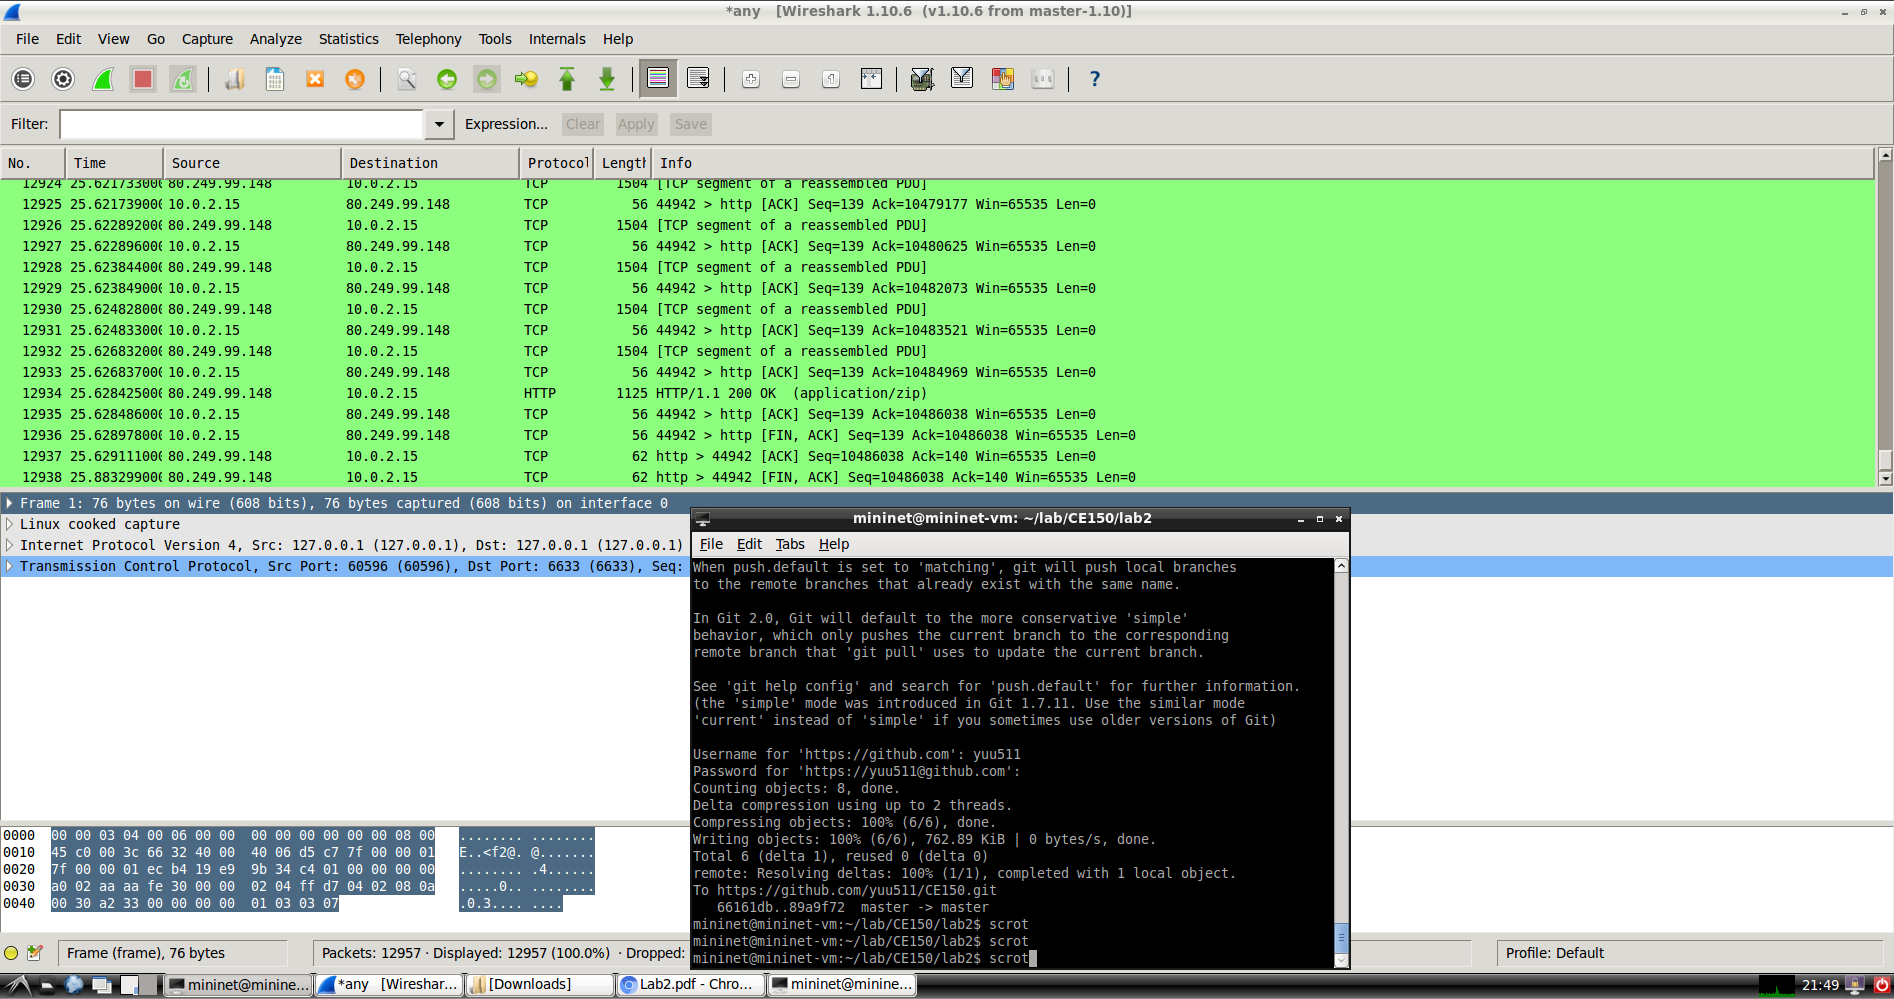 *any   [Wireshark 1.10.6  (v1.10.6 from master-1.10)]
File Edit View Go Capture Analyze Statistics Telephony Tools Internals Help
Filter: Expression... Clear Apply Save
No. Time Source Destination Protocol Length Info
12924 25.621733000 80.249.99.148 10.0.2.15 TCP 1504 [TCP segment of a reassembled PDU]
12925 25.621739000 10.0.2.15 80.249.99.148 TCP 56 44942 > http [ACK] Seq=139 Ack=10479177 Win=65535 Len=0
12926 25.622892000 80.249.99.148 10.0.2.15 TCP 1504 [TCP segment of a reassembled PDU]
12927 25.622896000 10.0.2.15 80.249.99.148 TCP 56 44942 > http [ACK] Seq=139 Ack=10480625 Win=65535 Len=0
12928 25.623844000 80.249.99.148 10.0.2.15 TCP 1504 [TCP segment of a reassembled PDU]
12929 25.623849000 10.0.2.15 80.249.99.148 TCP 56 44942 > http [ACK] Seq=139 Ack=10482073 Win=65535 Len=0
12930 25.624828000 80.249.99.148 10.0.2.15 TCP 1504 [TCP segment of a reassembled PDU]
12931 25.624833000 10.0.2.15 80.249.99.148 TCP 56 44942 > http [ACK] Seq=139 Ack=10483521 Win=65535 Len=0
12932 25.626832000 80.249.99.148 10.0.2.15 TCP 1504 [TCP segment of a reassembled PDU]
12933 25.626837000 10.0.2.15 80.249.99.148 TCP 56 44942 > http [ACK] Seq=139 Ack=10484969 Win=65535 Len=0
12934 25.628425000 80.249.99.148 10.0.2.15 HTTP 1125 HTTP/1.1 200 OK  (application/zip)
12935 25.628486000 10.0.2.15 80.249.99.148 TCP 56 44942 > http [ACK] Seq=139 Ack=10486038 Win=65535 Len=0
12936 25.628978000 10.0.2.15 80.249.99.148 TCP 56 44942 > http [FIN, ACK] Seq=139 Ack=10486038 Win=65535 Len=0
12937 25.629111000 80.249.99.148 10.0.2.15 TCP 62 http > 44942 [ACK] Seq=10486038 Ack=140 Win=65535 Len=0
12938 25.883299000 80.249.99.148 10.0.2.15 TCP 62 http > 44942 [FIN, ACK] Seq=10486038 Ack=140 Win=65535 Len=0
Frame 1: 76 bytes on wire (608 bits), 76 bytes captured (608 bits) on interface 0
Linux cooked capture
Internet Protocol Version 4, Src: 127.0.0.1 (127.0.0.1), Dst: 127.0.0.1 (127.0.0.1)
Transmission Control Protocol, Src Port: 60596 (60596), Dst Port: 6633 (6633), Seq:
0000 00 00 03 04 00 06 00 00  00 00 00 00 00 00 08 00 ........ ........
0010 45 c0 00 3c 66 32 40 00  40 06 d5 c7 7f 00 00 01 E..<f2@. @.......
0020 7f 00 00 01 ec b4 19 e9  9b 34 c4 01 00 00 00 00 ........ .4......
0030 a0 02 aa aa fe 30 00 00  02 04 ff d7 04 02 08 0a .....0.. ........
0040 00 30 a2 33 00 00 00 00  01 03 03 07 .0.3.... ....
mininet@mininet-vm: ~/lab/CE150/lab2
File Edit Tabs Help
When push.default is set to 'matching', git will push local branches
to the remote branches that already exist with the same name.
In Git 2.0, Git will default to the more conservative 'simple'
behavior, which only pushes the current branch to the corresponding
remote branch that 'git pull' uses to update the current branch.
See 'git help config' and search for 'push.default' for further information.
(the 'simple' mode was introduced in Git 1.7.11. Use the similar mode
'current' instead of 'simple' if you sometimes use older versions of Git)
Username for 'https://github.com': yuu511
Password for 'https://yuu511@github.com':
Counting objects: 8, done.
Delta compression using up to 2 threads.
Compressing objects: 100% (6/6), done.
Writing objects: 100% (6/6), 762.89 KiB | 0 bytes/s, done.
Total 6 (delta 1), reused 0 (delta 0)
remote: Resolving deltas: 100% (1/1), completed with 1 local object.
To https://github.com/yuu511/CE150.git
   66161db..89a9f72  master -> master
mininet@mininet-vm:~/lab/CE150/lab2$ scrot
mininet@mininet-vm:~/lab/CE150/lab2$ scrot
mininet@mininet-vm:~/lab/CE150/lab2$ scrot
Frame (frame), 76 bytes Packets: 12957 · Displayed: 12957 (100.0%)  · Dropped: Profile: Default
mininet@minine... *any   [Wireshar... [Downloads] Lab2.pdf - Chro... mininet@minine... 21:49